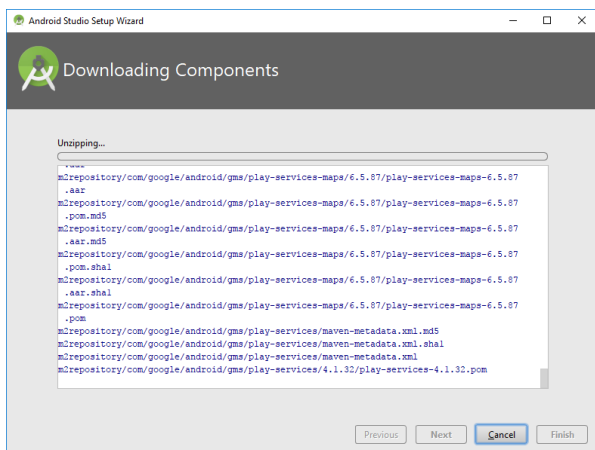 Android Studio Setup Wizard
Downloading Components
Unzipping...
m2repository/com/google/android/gms/play-services-maps/6.5.87/play-services-maps-6.5.87
.aar
m2repository/com/google/android/gms/play-services-maps/6.5.87/play-services-maps-6.5.87
.pom.md5
m2repository/com/google/android/gms/play-services-maps/6.5.87/play-services-maps-6.5.87
.aar.md5
m2repository/com/google/android/gms/play-services-maps/6.5.87/play-services-maps-6.5.87
.pom.sha1
m2repository/com/google/android/gms/play-services-maps/6.5.87/play-services-maps-6.5.87
.aar.sha1
m2repository/com/google/android/gms/play-services-maps/6.5.87/play-services-maps-6.5.87
.pom
m2repository/com/google/android/gms/play-services/maven-metadata.xml.md5
m2repository/com/google/android/gms/play-services/maven-metadata.xml.sha1
m2repository/com/google/android/gms/play-services/maven-metadata.xml
m2repository/com/google/android/gms/play-services/4.1.32/play-services-4.1.32.pom
Previous Next Cancel Finish